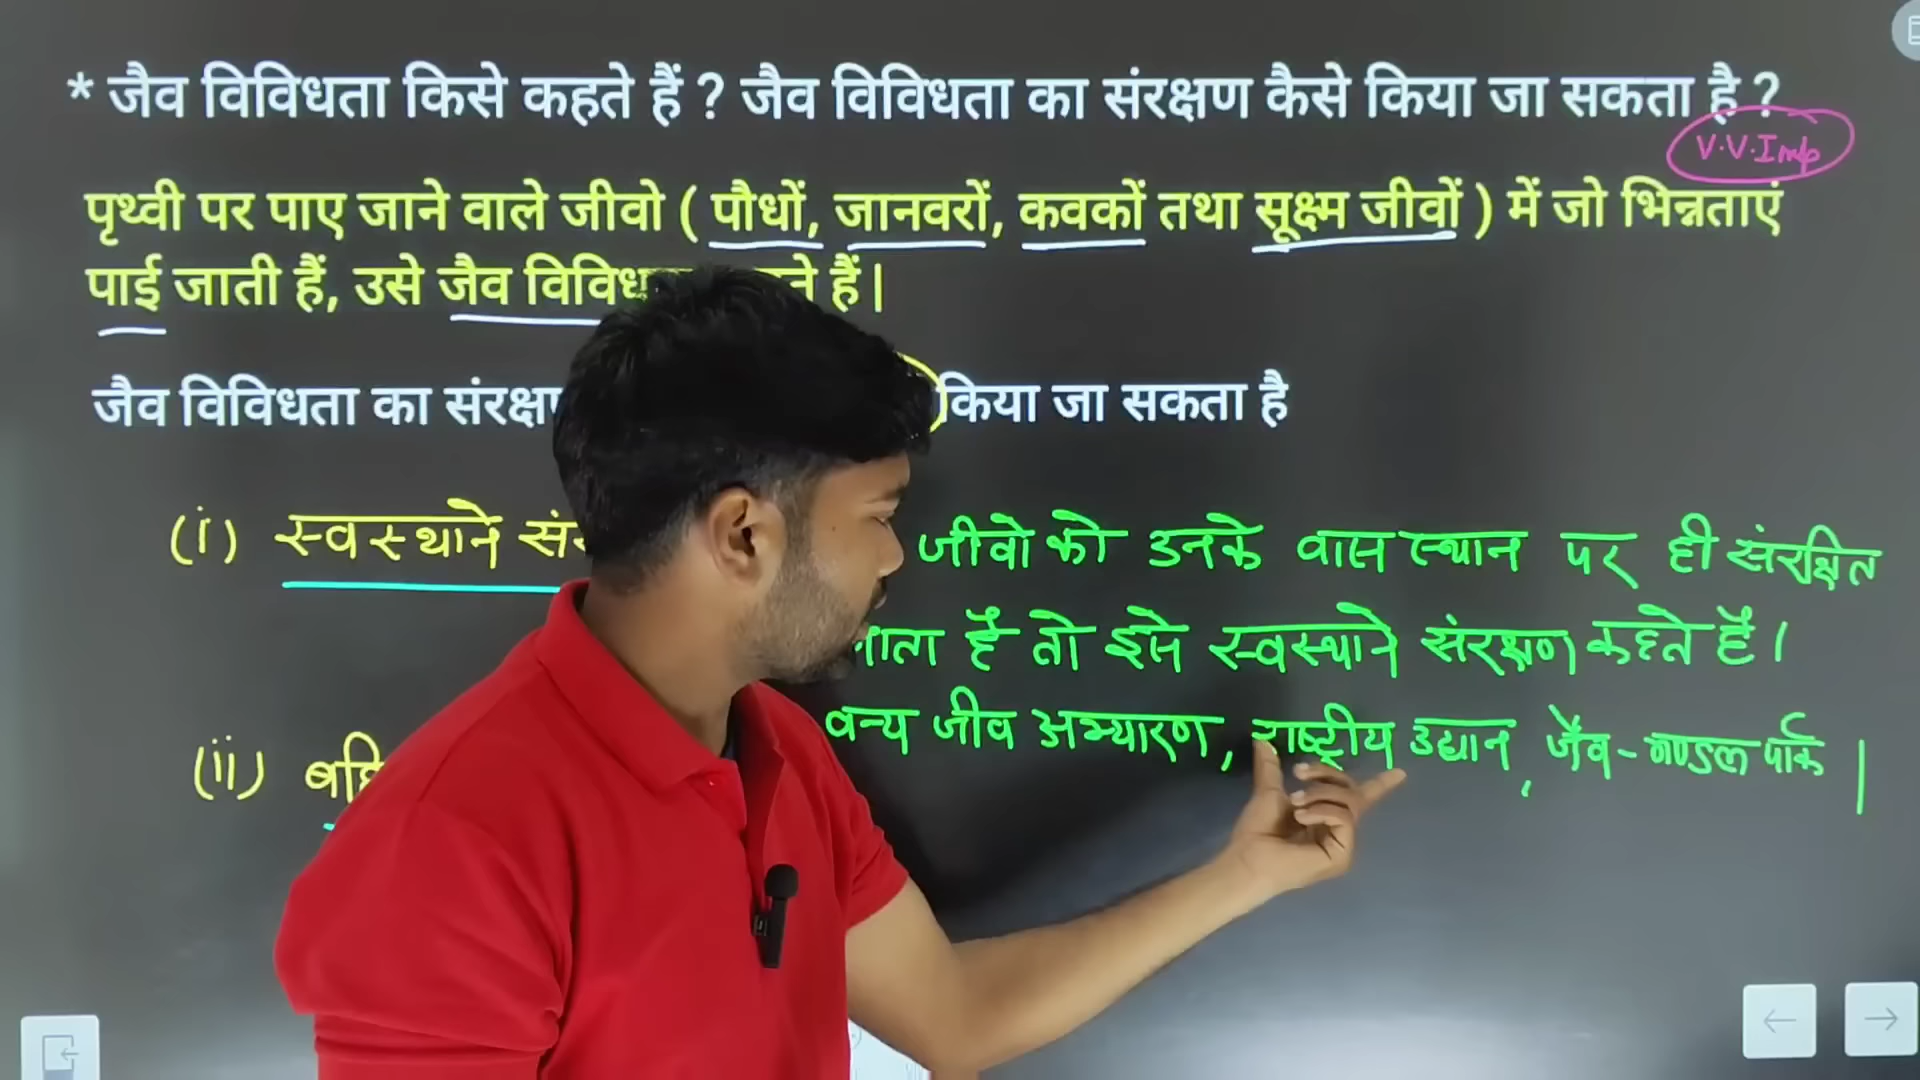 * जैव विविधता किसे कहते हैं ? जैव विविधता का संरक्षण कैसे किया जा सकता है ?
V.V.Imp
पृथ्वी पर पाए जाने वाले जीवो ( पौधों, जानवरों, कवकों तथा सूक्ष्म जीवों ) में जो भिन्नताएं
पाई जाती हैं, उसे जैव हैं |
जैव विविधता का किया जा सकता है
(i) स्वस्थाने जीवो को उनके वास स्थान पर ही संरक्षित
है तो इसे स्वस्थाने संरक्षण कहते हैं ।
वन्य जीव अभ्यारण, राष्ट्रीय उद्यान, जैव-मण्डल पार्क |
(ii)